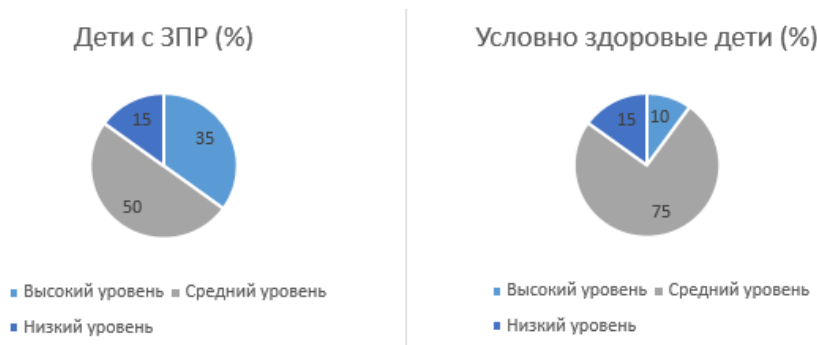 Дети с ЗПР (%)
15
35
50
Высокий уровень Средний уровень
Низкий уровень
Условно здоровые дети (%)
15
10
75
Высокий уровень Средний уровень
Низкий уровень